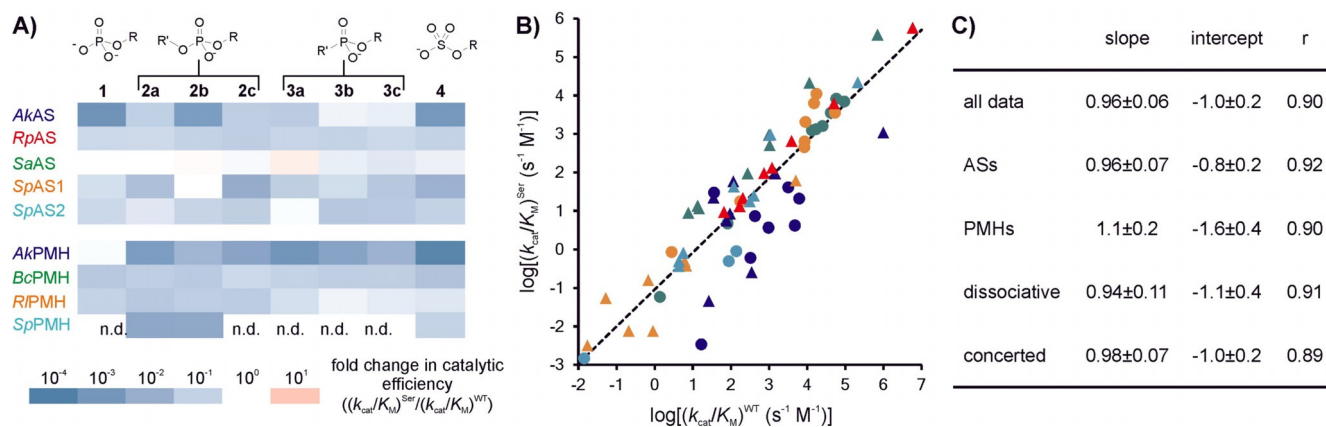 A)
O
R'
O
O
R
O
O
O
R
P
P
P
S
1 2a 2b 2c 3a 3b 3c 4
AkAS
RpAS
SaAS
SpAS1
SpAS2
AkPMH
BcPMH
RlPMH
SpPMH n.d. n.d. n.d. n.d. n.d.
10⁻⁴ 10⁻³ 10⁻² 10⁻¹ 10⁰ 10¹
fold change in catalytic
efficiency
((kcat/KM)Ser/(kcat/KM)WT)
B)
log[(kcat/KM)Ser (s⁻¹ M⁻¹)]
6
5
4
3
2
1
0
-1
-2
-3
-2 -1 0 1 2 3 4 5 6 7
log[(kcat/KM)WT (s⁻¹ M⁻¹)]
C)
slope intercept r
all data 0.96±0.06 -1.0±0.2 0.90
ASs 0.96±0.07 -0.8±0.2 0.92
PMHs 1.1±0.2 -1.6±0.4 0.90
dissociative 0.94±0.11 -1.1±0.4 0.91
concerted 0.98±0.07 -1.0±0.2 0.89